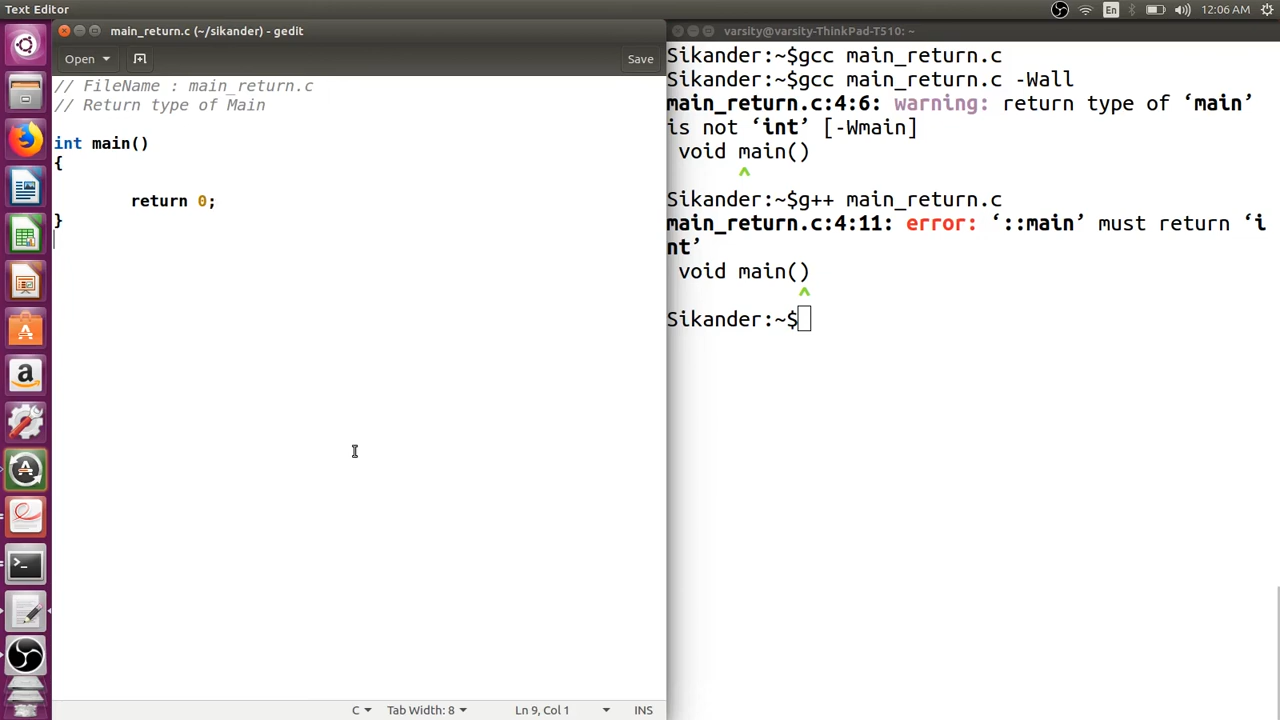 Text Editor
En
12:06 AM
main_return.c (~/sikander) - gedit
varsity@varsity-ThinkPad-T510: ~
Open
Save
// FileName : main_return.c
// Return type of Main
int main()
{
return 0;
}
Sikander:~$gcc main_return.c
Sikander:~$gcc main_return.c -Wall
main_return.c:4:6: warning: return type of ‘main’
is not ‘int’ [-Wmain]
void main()
^
Sikander:~$g++ main_return.c
main_return.c:4:11: error: ‘::main’ must return ‘i
nt’
void main()
^
Sikander:~$
C
Tab Width: 8
Ln 9, Col 1
INS